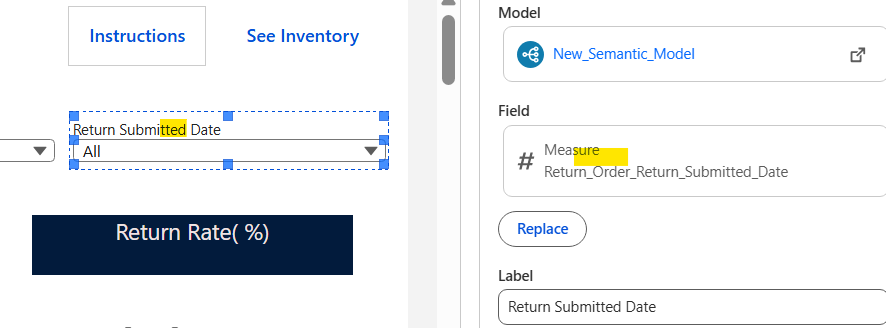 Instructions
See Inventory
Return Submitted Date
All
Return Rate( %)
Model
New_Semantic_Model
Field
# Measure
Return_Order_Return_Submitted_Date
Replace
Label
Return Submitted Date